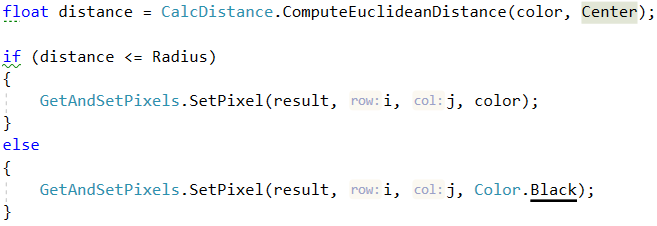 float distance = CalcDistance.ComputeEuclideanDistance(color, Center);
if (distance <= Radius)
{
GetAndSetPixels.SetPixel(result, row: i, col: j, color);
}
else
{
GetAndSetPixels.SetPixel(result, row: i, col: j, Color.Black);
}